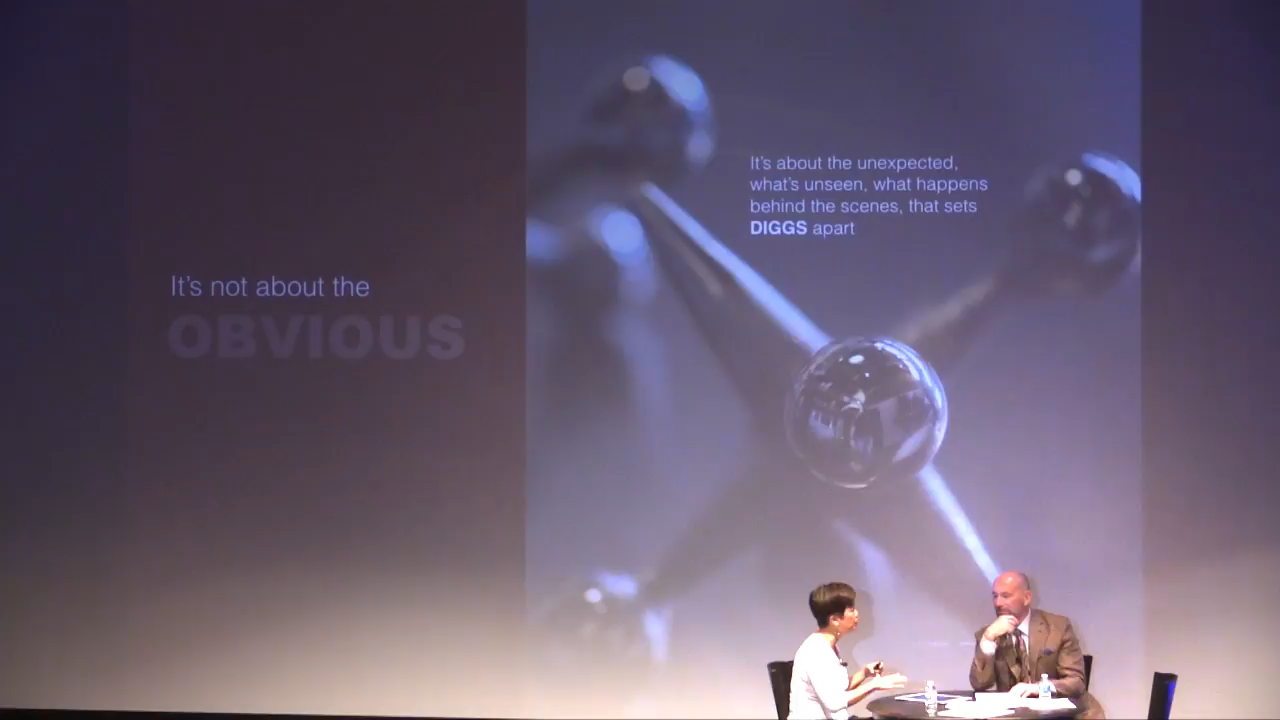 It's not about the
OBVIOUS
It's about the unexpected,
what's unseen, what happens
behind the scenes, that sets
DIGGS apart